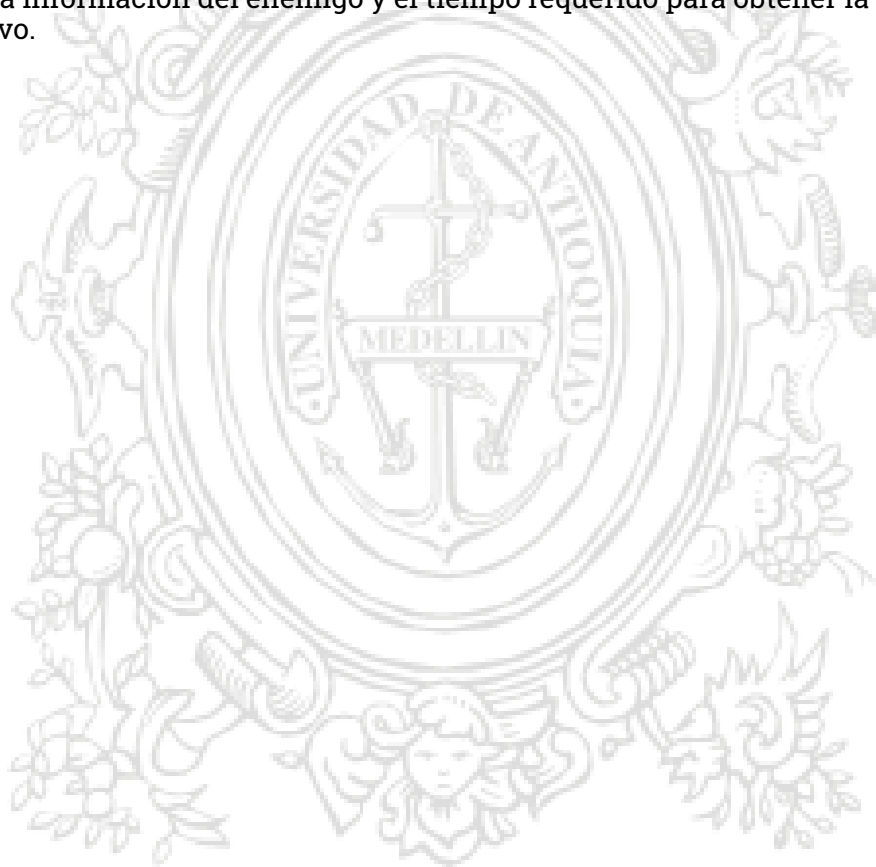 a información del enemigo y el tiempo requerido para obtener la
vo.
UNIVERSIDAD DE ANTIOQUIA
MEDELLIN